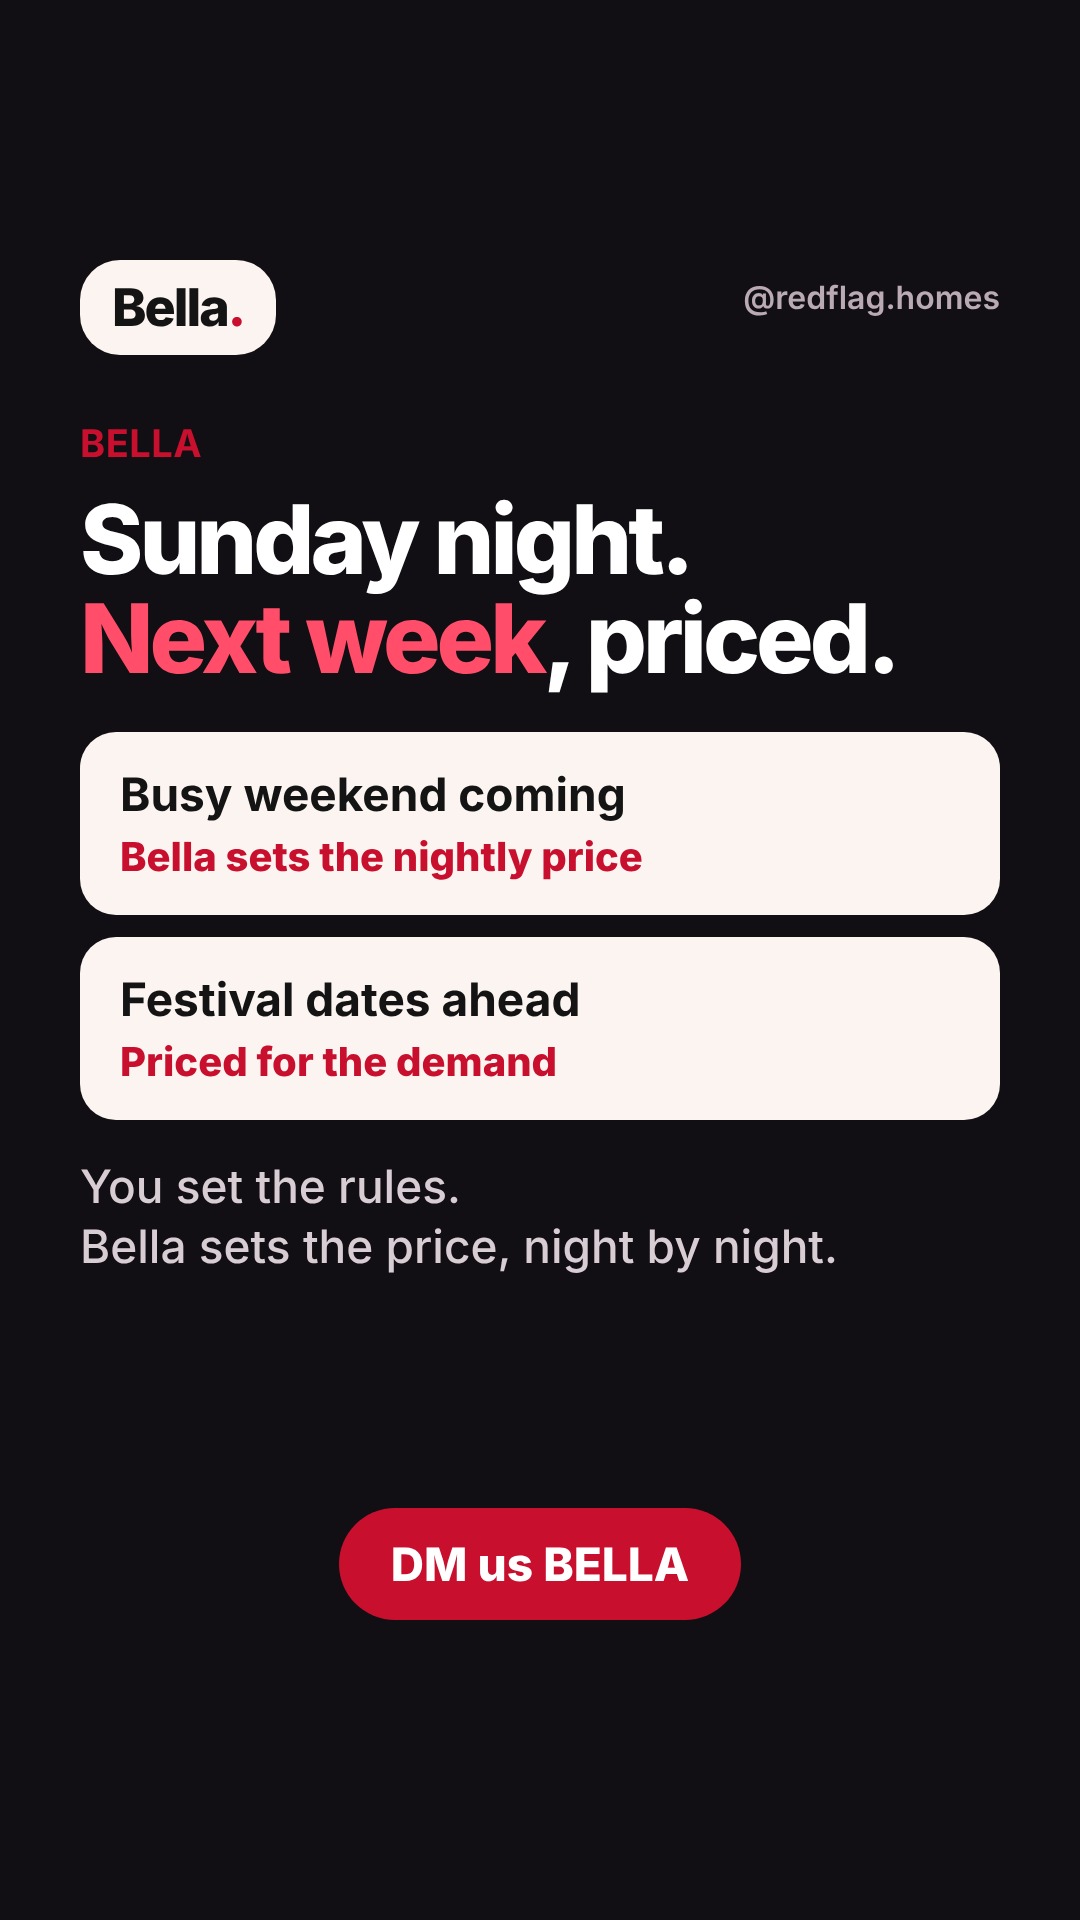 Bella.
@redflag.homes
BELLA
Sunday night.
Next week, priced.
Busy weekend coming
Bella sets the nightly price
Festival dates ahead
Priced for the demand
You set the rules.
Bella sets the price, night by night.
DM us BELLA